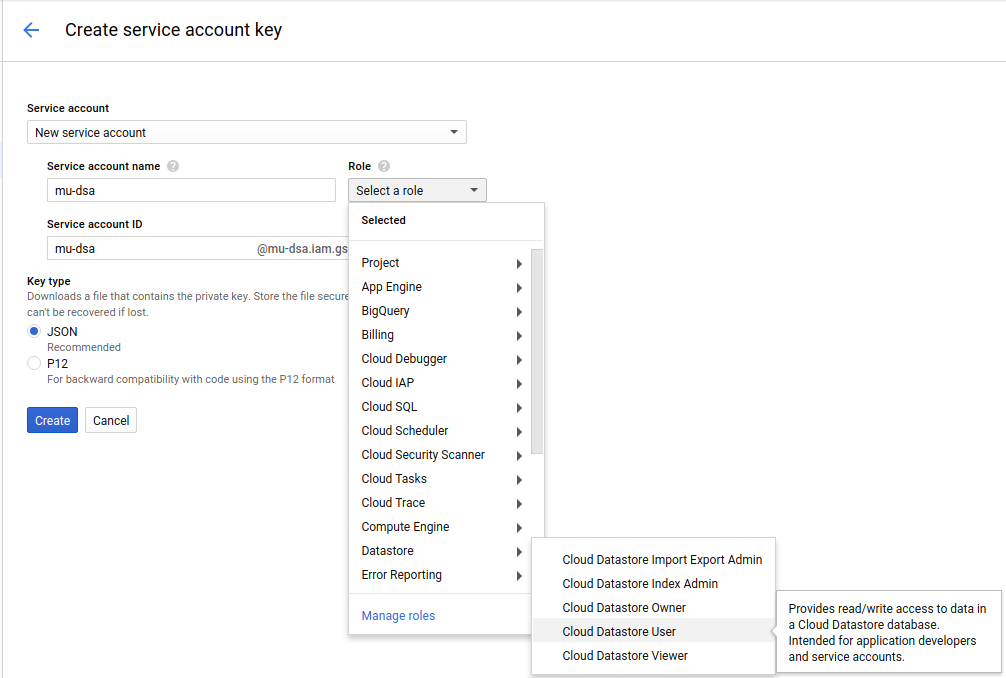 Create service account key
Service account
New service account
Service account name ?
Role ?
mu-dsa
Select a role
Service account ID
mu-dsa @mu-dsa.iam.gs
Key type
Downloads a file that contains the private key. Store the file secure
can't be recovered if lost.
JSON
Recommended
P12
For backward compatibility with code using the P12 format
Create
Cancel
Selected
Project
App Engine
BigQuery
Billing
Cloud Debugger
Cloud IAP
Cloud SQL
Cloud Scheduler
Cloud Security Scanner
Cloud Tasks
Cloud Trace
Compute Engine
Datastore
Error Reporting
Manage roles
Cloud Datastore Import Export Admin
Cloud Datastore Index Admin
Cloud Datastore Owner
Cloud Datastore User
Cloud Datastore Viewer
Provides read/write access to data in
a Cloud Datastore database.
Intended for application developers
and service accounts.